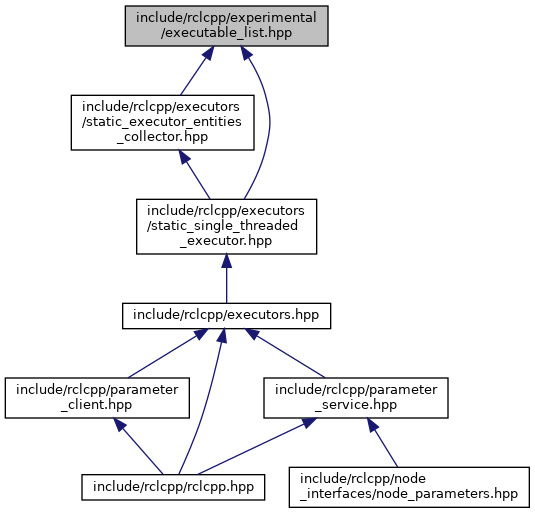 include/rclcpp/experimental
/executable_list.hpp
include/rclcpp/executors
/static_executor_entities
_collector.hpp
include/rclcpp/executors
/static_single_threaded
_executor.hpp
include/rclcpp/executors.hpp
include/rclcpp/parameter
_client.hpp
include/rclcpp/parameter
_service.hpp
include/rclcpp/rclcpp.hpp
include/rclcpp/node
_interfaces/node_parameters.hpp